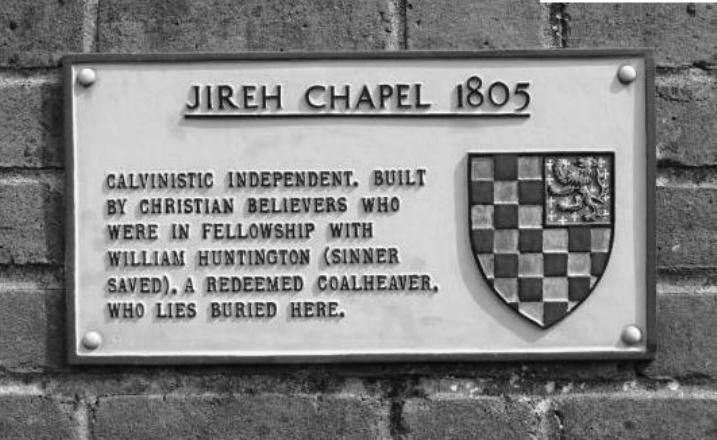 JIREH CHAPEL 1805
CALVINISTIC INDEPENDENT. BUILT
BY CHRISTIAN BELIEVERS WHO
WERE IN FELLOWSHIP WITH
WILLIAM HUNTINGTON (SINNER
SAVED), A REDEEMED COALHEAVER,
WHO LIES BURIED HERE.